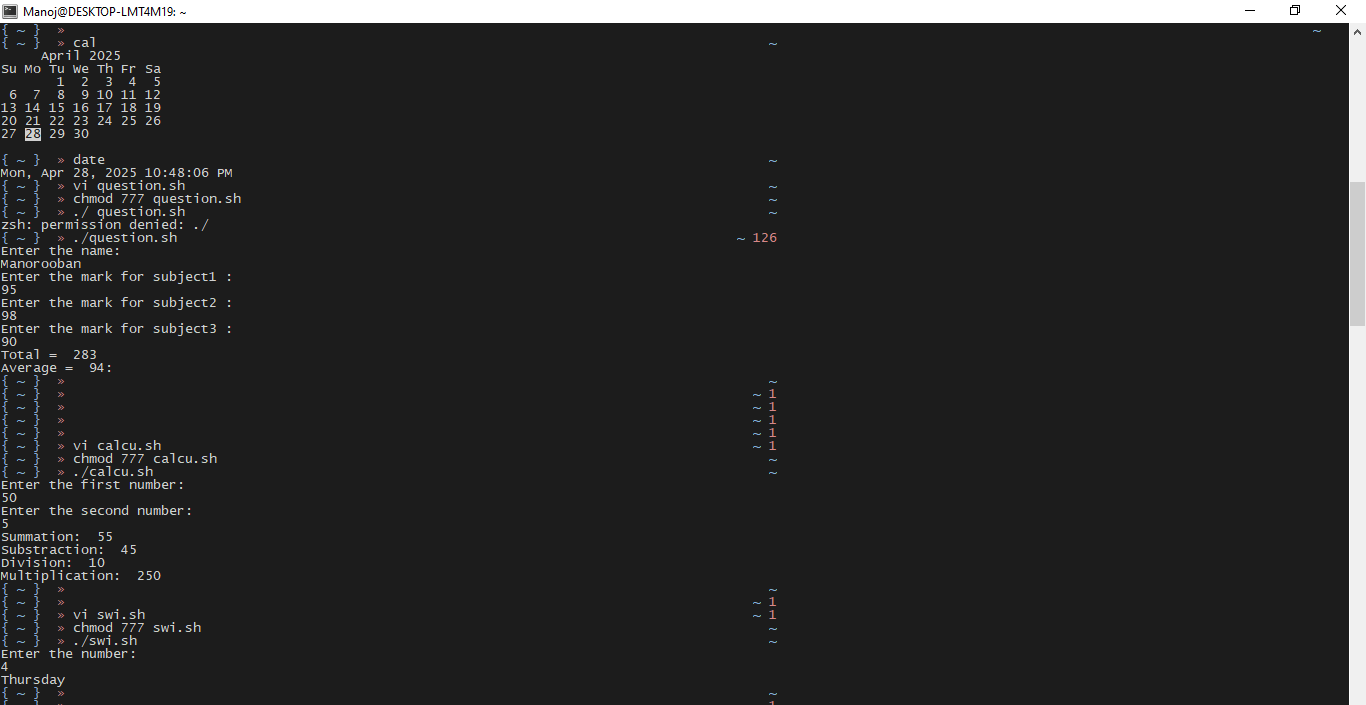 Manoj@DESKTOP-LMT4M19: ~
{ ~ } » ~
{ ~ } » cal ~
     April 2025
Su Mo Tu We Th Fr Sa
       1  2  3  4  5
 6  7  8  9 10 11 12
13 14 15 16 17 18 19
20 21 22 23 24 25 26
27 28 29 30
{ ~ } » date ~
Mon, Apr 28, 2025 10:48:06 PM
{ ~ } » vi question.sh ~
{ ~ } » chmod 777 question.sh ~
{ ~ } » ./ question.sh ~
zsh: permission denied: ./
{ ~ } » ./question.sh ~ 126
Enter the name:
Manorooban
Enter the mark for subject1 :
95
Enter the mark for subject2 :
98
Enter the mark for subject3 :
90
Total =  283
Average =  94:
{ ~ } » ~
{ ~ } » ~ 1
{ ~ } » ~ 1
{ ~ } » ~ 1
{ ~ } » ~ 1
{ ~ } » vi calcu.sh ~ 1
{ ~ } » chmod 777 calcu.sh ~
{ ~ } » ./calcu.sh ~
Enter the first number:
50
Enter the second number:
5
Summation:  55
Substraction:  45
Division:  10
Multiplication:  250
{ ~ } » ~
{ ~ } » ~ 1
{ ~ } » vi swi.sh ~ 1
{ ~ } » chmod 777 swi.sh ~
{ ~ } » ./swi.sh ~
Enter the number:
4
Thursday
{ ~ } » ~